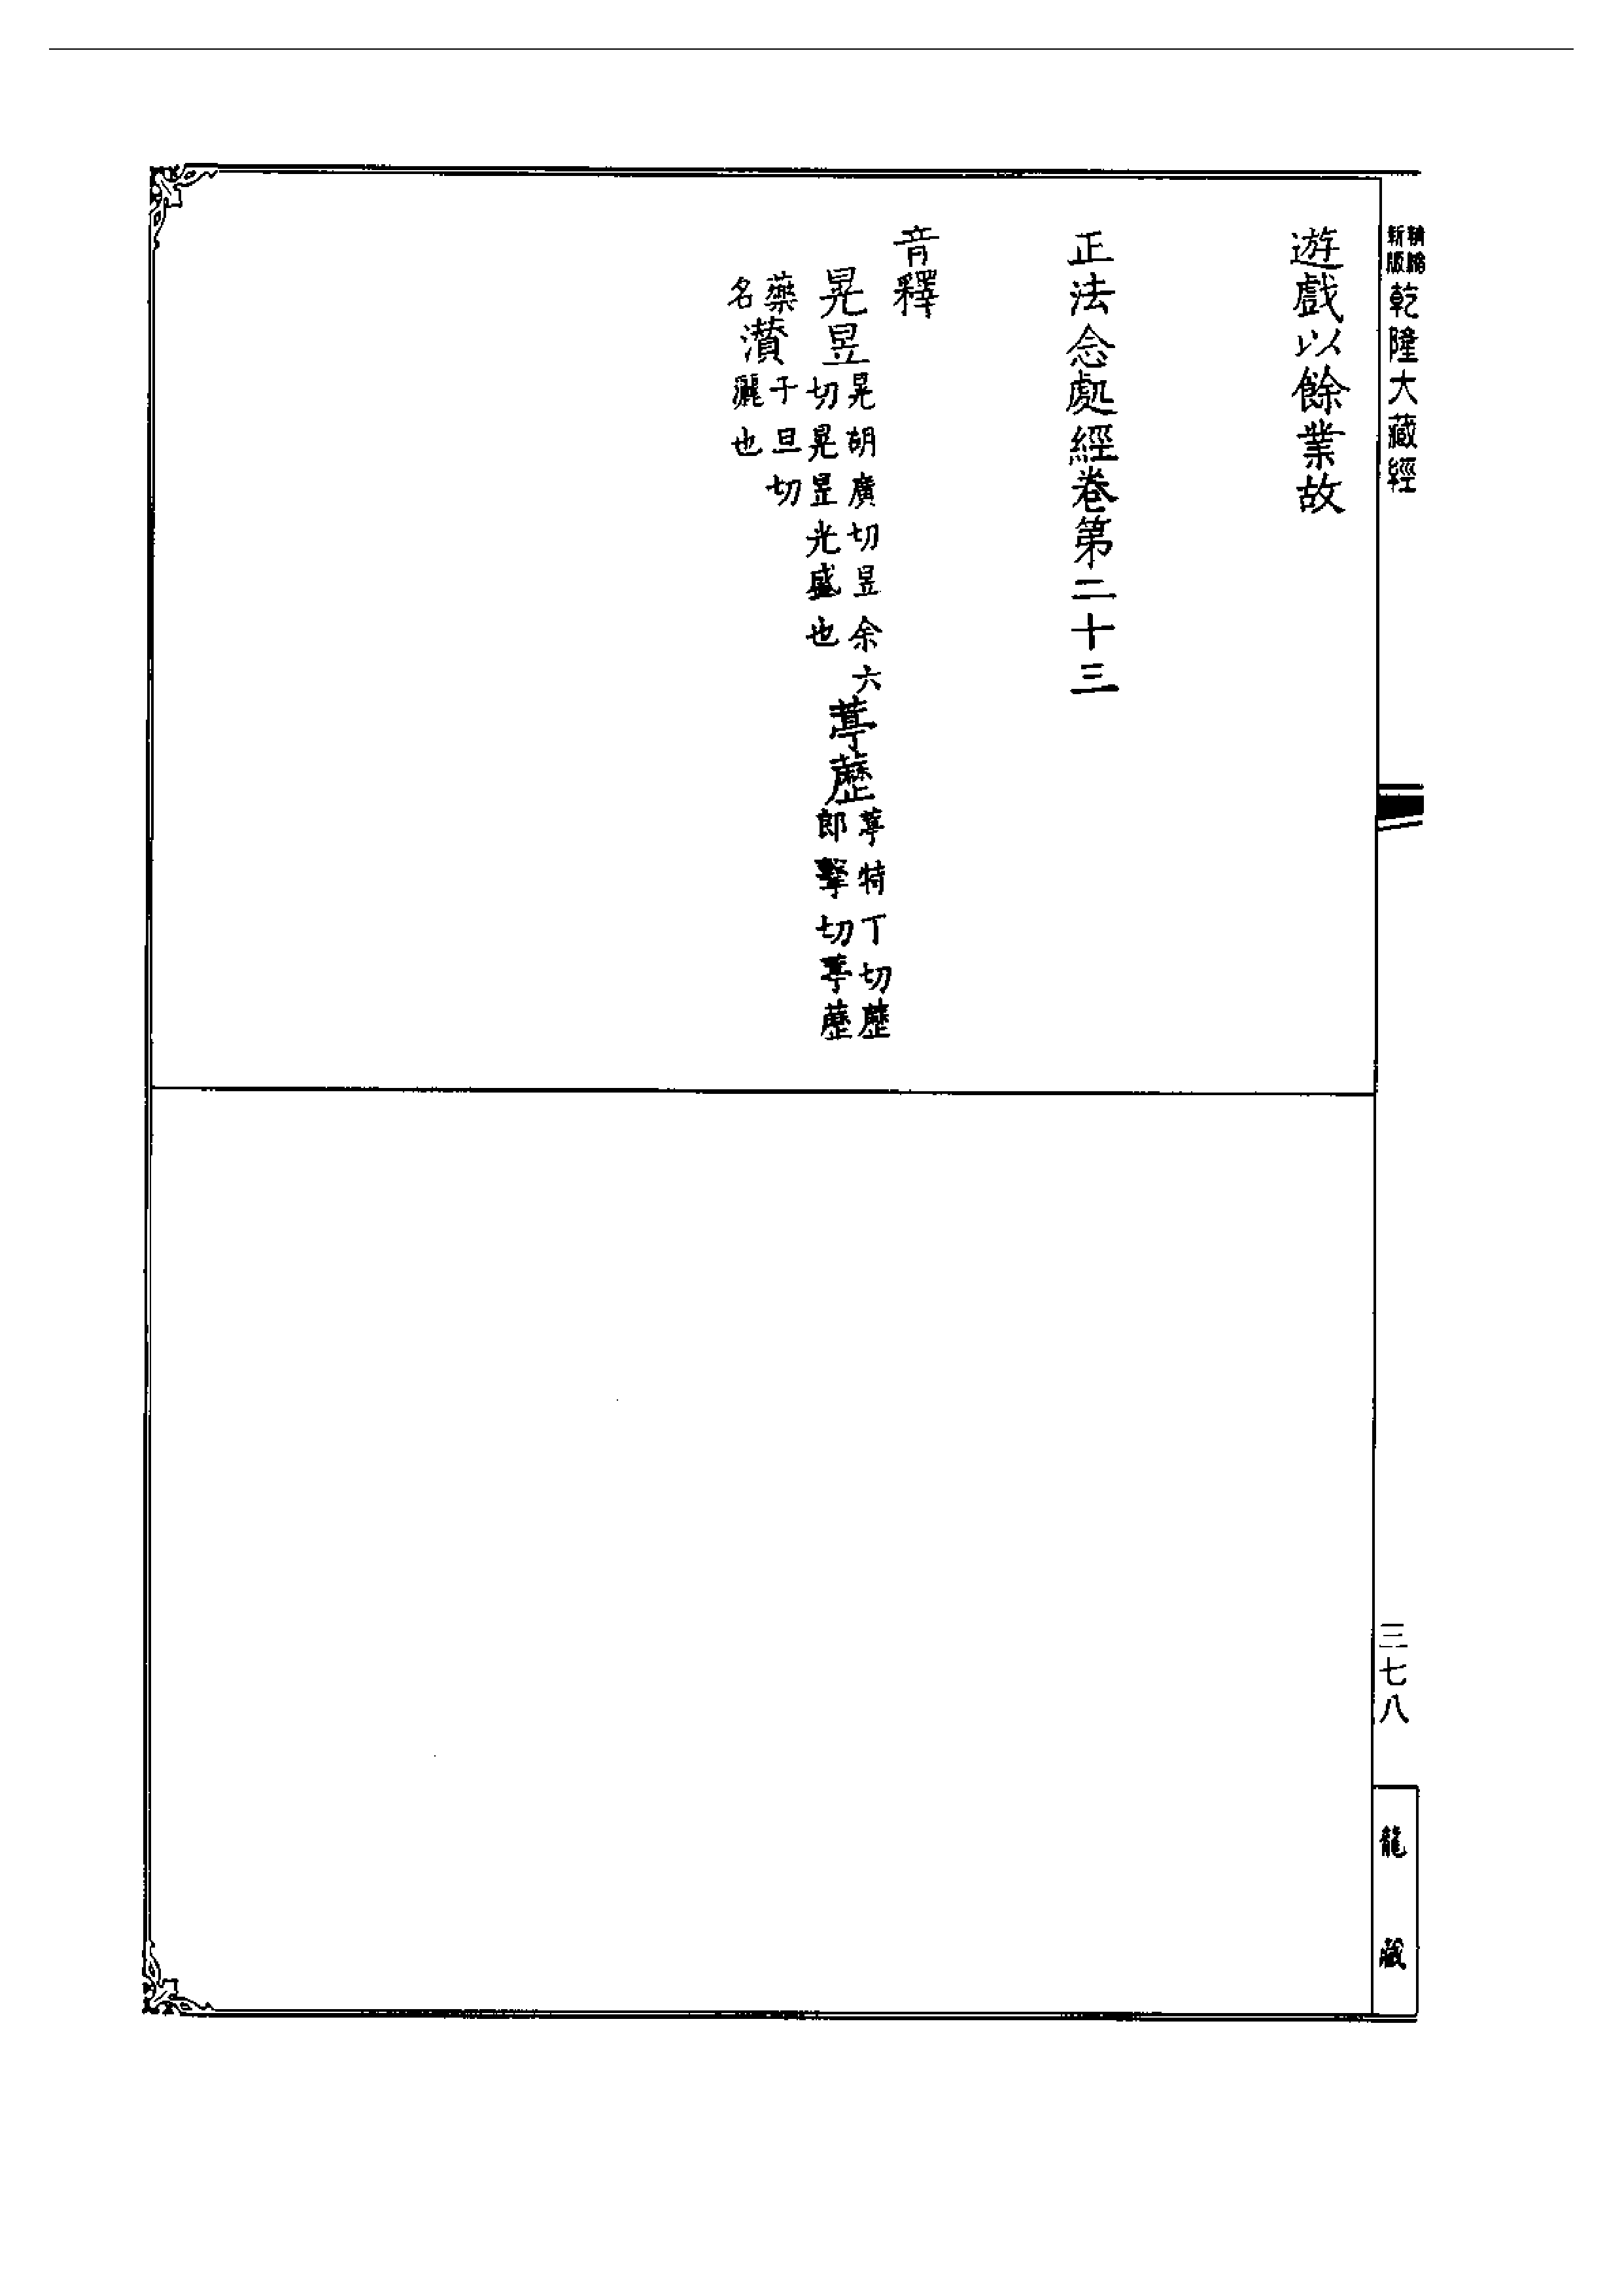 新版
乾隆大藏經
遊戲以餘業故
正法念處經卷第二十三
音釋
晃昱
晃胡廣切昱余六
切晃昱光盛也
葶藶
葶特丁切藶
郎擊切葶藶
藥
名
灒
子旦切
灑也
三七八
龍藏